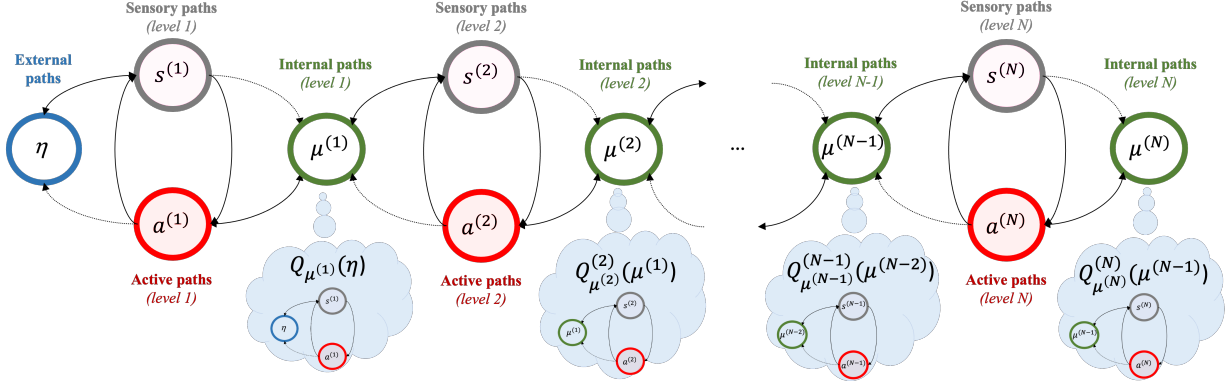 Sensory paths
(level 1)
Sensory paths
(level 2)
Sensory paths
(level N)
External
paths
s⁽¹⁾
Internal paths
(level 1)
s⁽²⁾
Internal paths
(level 2)
Internal paths
(level N-1)
s⁽ᴺ⁾
Internal paths
(level N)
η
μ⁽¹⁾
μ⁽²⁾
...
μ⁽ᴺ⁻¹⁾
μ⁽ᴺ⁾
a⁽¹⁾
a⁽²⁾
a⁽ᴺ⁾
Active paths
(level 1)
Active paths
(level 2)
Active paths
(level N)
Q_μ⁽¹⁾(η)
s⁽¹⁾
η
a⁽¹⁾
Q⁽²⁾_μ⁽²⁾(μ⁽¹⁾)
s⁽²⁾
μ⁽¹⁾
a⁽²⁾
Q⁽ᴺ⁻¹⁾_μ⁽ᴺ⁻¹⁾(μ⁽ᴺ⁻²⁾)
s⁽ᴺ⁻¹⁾
μ⁽ᴺ⁻²⁾
a⁽ᴺ⁻¹⁾
Q⁽ᴺ⁾_μ⁽ᴺ⁾(μ⁽ᴺ⁻¹⁾)
s⁽ᴺ⁾
μ⁽ᴺ⁻¹⁾
a⁽ᴺ⁾